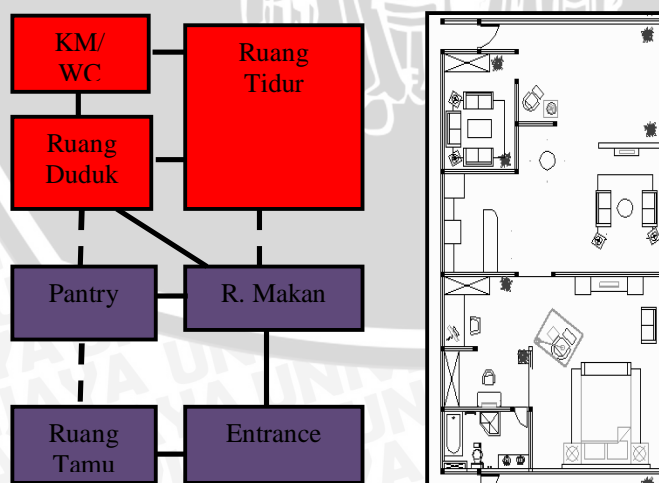 KM/
WC
Ruang
Tidur
Ruang
Duduk
Pantry
R. Makan
Ruang
Tamu
Entrance